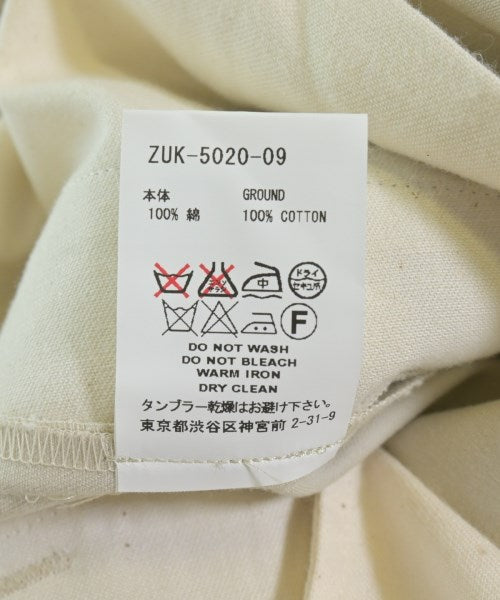 ZUK-5020-09
本体 GROUND
100% 綿 100% COTTON
中 ドライ セキユ系
F
DO NOT WASH
DO NOT BLEACH
WARM IRON
DRY CLEAN
タンブラー乾燥はお避け下さい。
東京都渋谷区神宮前 2-31-9